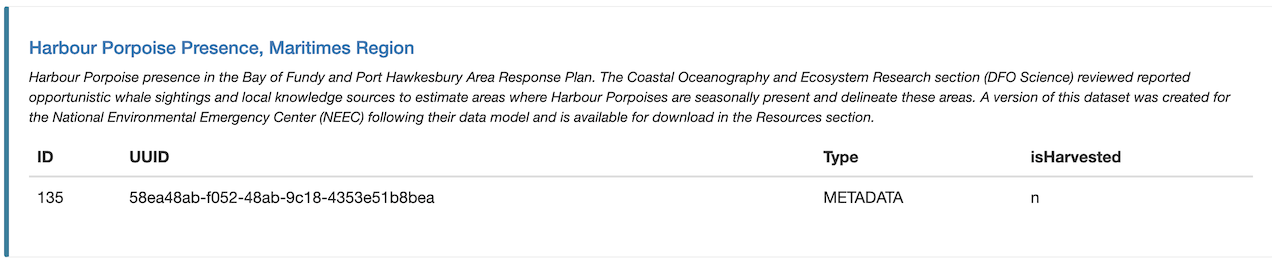 Harbour Porpoise Presence, Maritimes Region
Harbour Porpoise presence in the Bay of Fundy and Port Hawkesbury Area Response Plan. The Coastal Oceanography and Ecosystem Research section (DFO Science) reviewed reported
opportunistic whale sightings and local knowledge sources to estimate areas where Harbour Porpoises are seasonally present and delineate these areas. A version of this dataset was created for
the National Environmental Emergency Center (NEEC) following their data model and is available for download in the Resources section.
ID UUID Type isHarvested
135 58ea48ab-f052-48ab-9c18-4353e51b8bea METADATA n